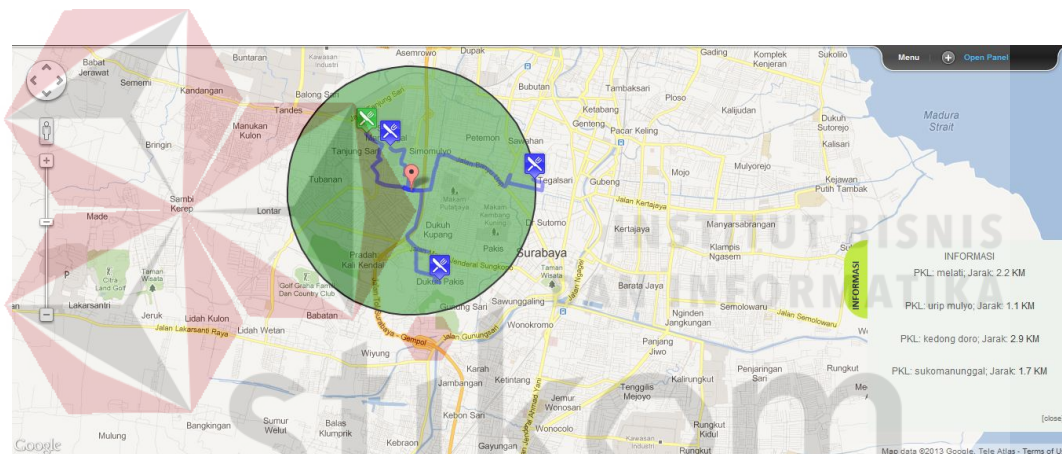 Menu
Open Panel
Gading
Komplek
Kenjeran
Sukolilo
Asemrowo
Dupak
Buntaran
Kawasan
Industri
Babat
Jerawat
Sememi
Kandangan
Balong Sari
Bubutan
Tambaksari
Ploso
Tandes
Ketabang
Kalijudan
Dukuh
Sutorejo
Madura
Strait
Genteng
Pacar Keling
Manukan
Kulon
Petemon
Sawahan
Kalisari
Bringin
Tanjung Sari
Simomulyo
Mulyorejo
Mojo
Tegalsari
Gubeng
Kejawan
Putih Tambak
Tubanan
Sambi
Kerep
Made
Lontar
Jalan Kertajaya
Makam
Kembang
Kuning
Dr Sutomo
Manyarsabrangan
Dukuh
Kupang
Kertajaya
Pakis
Surabaya
Klampis
Ngasem
INSTITUT BISNIS
DAN INFORMATIKA
stikom
Pradah
Kali Kendal
Taman
Wisata
Barata Jaya
Citra
Land Golf
Taman
Wisata
Dukuh Pakis
Golf Graha Famili
Dan Country Club
Gunung Sari
Sawunggaling
Jalan Ngagel
Semolowaru
Lakarsantri
Jeruk
Lidah Kulon
Lidah Wetan
Babatan
Wonokromo
Nginden
Jangkungan
Jalan Semolowaru
Jalan Lakarsanti Raya
Jalan Gunungsari
Wiyung
Panjang
Jiwo
Karah
Jambangan
Ketintang
Kalirungkut
Penjaringan
Sari
Rungkut
Tenggilis
Mejoyo
Kebon Sari
Jemur
Wonosari
Bangkingan
Sumur
Welut
Balas
Klumprik
Kebraon
Mulung
Gayungan
Wonocolo
Kawasan
Industri
Rungkut
Kidul
Rungkut
INFORMASI
INFORMASI
PKL: melati; Jarak: 2.2 KM
PKL: urip mulyo; Jarak: 1.1 KM
PKL: kedong doro; Jarak: 2.9 KM
PKL: sukomanunggal; Jarak: 1.7 KM
[close
Google
Map data ©2013 Google, Tele Atlas - Terms of U